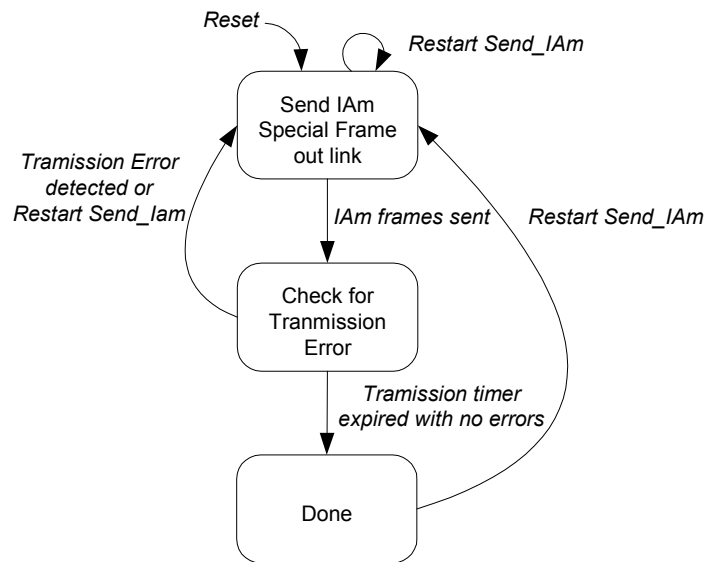 Reset
Restart Send_IAm
Send IAm
Special Frame
out link
Tramission Error
detected or
Restart Send_Iam
IAm frames sent
Restart Send_IAm
Check for
Tranmission
Error
Tramission timer
expired with no errors
Done